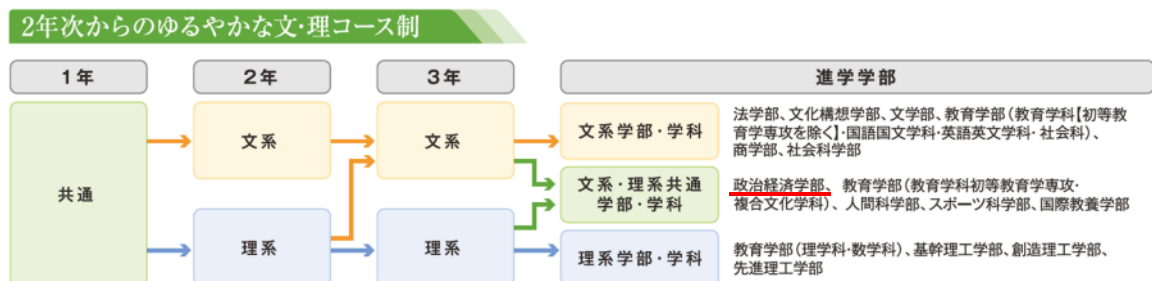 2年次からのゆるやかな文・理コース制
1年
2年
3年
進学学部
共通
文系
文系
文系学部・学科
法学部、文化構想学部、文学部、教育学部(教育学科【初等教
育学専攻を除く】・国語国文学科・英語英文学科・社会科)、
商学部、社会科学部
文系・理系共通
学部・学科
政治経済学部、教育学部(教育学科初等教育学専攻・
複合文化学科)、人間科学部、スポーツ科学部、国際教養学部
理系
理系
理系学部・学科
教育学部(理学科・数学科)、基幹理工学部、創造理工学部、
先進理工学部